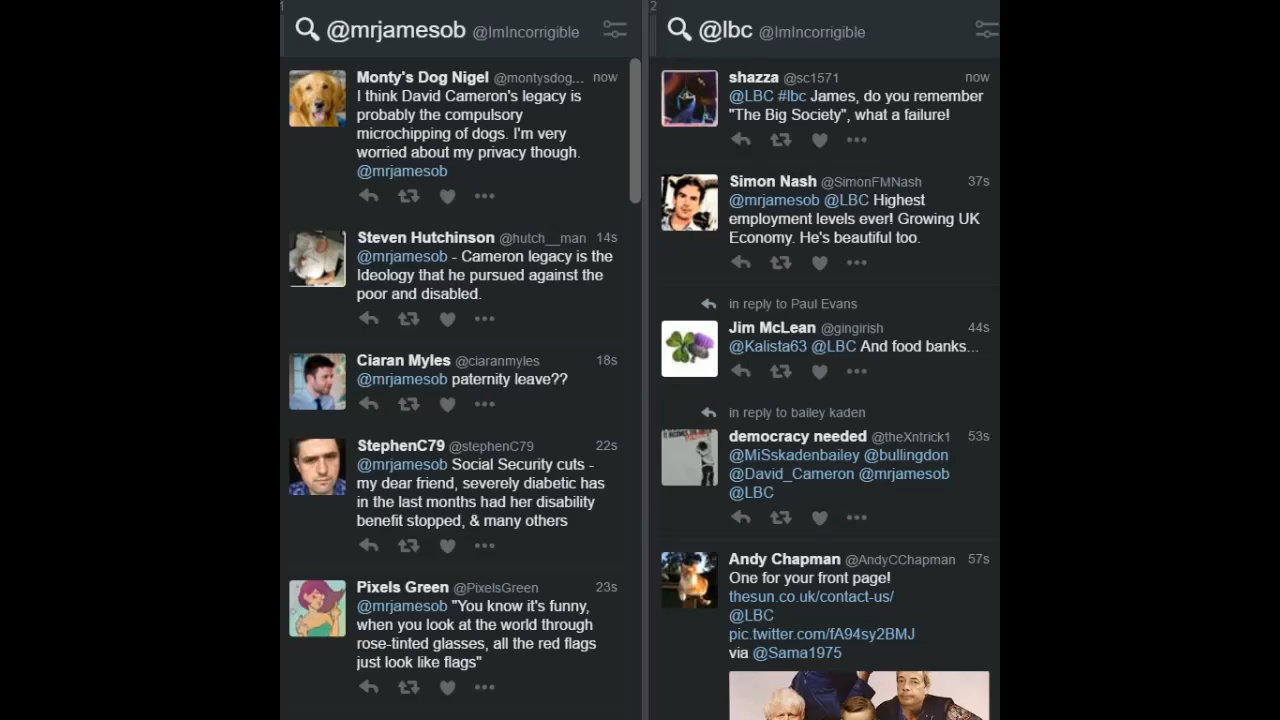 1
@mrjamesob @ImIncorrigible
Monty's Dog Nigel @montysdog... now
I think David Cameron's legacy is
probably the compulsory
microchipping of dogs. I'm very
worried about my privacy though.
@mrjamesob
Steven Hutchinson @hutch__man 14s
@mrjamesob - Cameron legacy is the
Ideology that he pursued against the
poor and disabled.
Ciaran Myles @ciaranmyles 18s
@mrjamesob paternity leave??
StephenC79 @stephenC79 22s
@mrjamesob Social Security cuts -
my dear friend, severely diabetic has
in the last months had her disability
benefit stopped, & many others
Pixels Green @PixelsGreen 23s
@mrjamesob "You know it's funny,
when you look at the world through
rose-tinted glasses, all the red flags
just look like flags"
2
@lbc @ImIncorrigible
shazza @sc1571 now
@LBC #lbc James, do you remember
"The Big Society", what a failure!
Simon Nash @SimonFMNash 37s
@mrjamesob @LBC Highest
employment levels ever! Growing UK
Economy. He's beautiful too.
in reply to Paul Evans
Jim McLean @gingirish 44s
@Kalista63 @LBC And food banks...
in reply to bailey kaden
democracy needed @theXntrick1 53s
@MiSskadenbailey @bullingdon
@David_Cameron @mrjamesob
@LBC
Andy Chapman @AndyCChapman 57s
One for your front page!
thesun.co.uk/contact-us/
@LBC
pic.twitter.com/fA94sy2BMJ
via @Sama1975